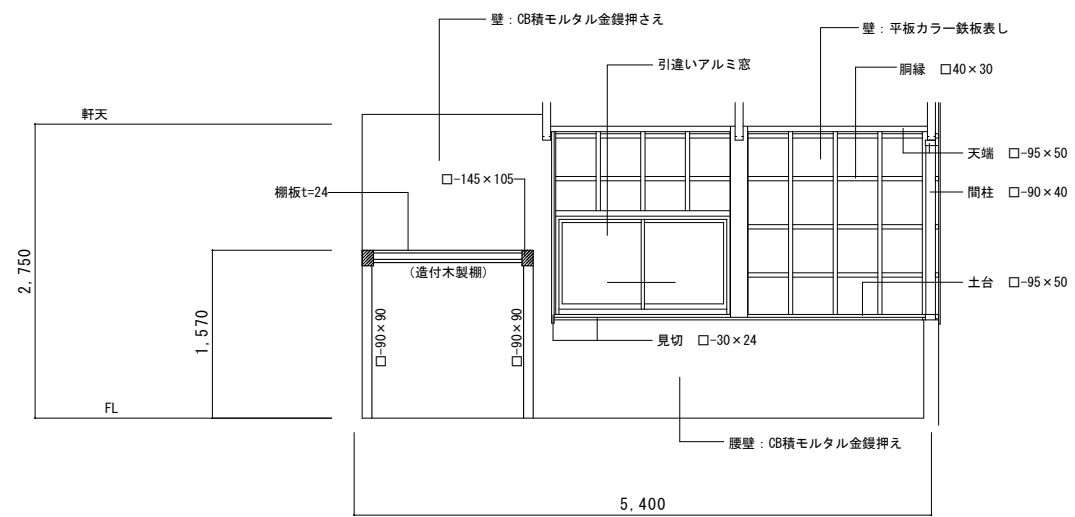 壁：CB積モルタル金鏝押さえ
壁：平板カラー鉄板表し
引違いアルミ窓
胴縁 □40×30
軒天
天端 □-95×50
□-145×105
間柱 □-90×40
棚板t=24
2,750
(造付木製棚)
土台 □-95×50
1,570
□-90×90
□-90×90
見切 □-30×24
FL
腰壁：CB積モルタル金鏝押え
5,400